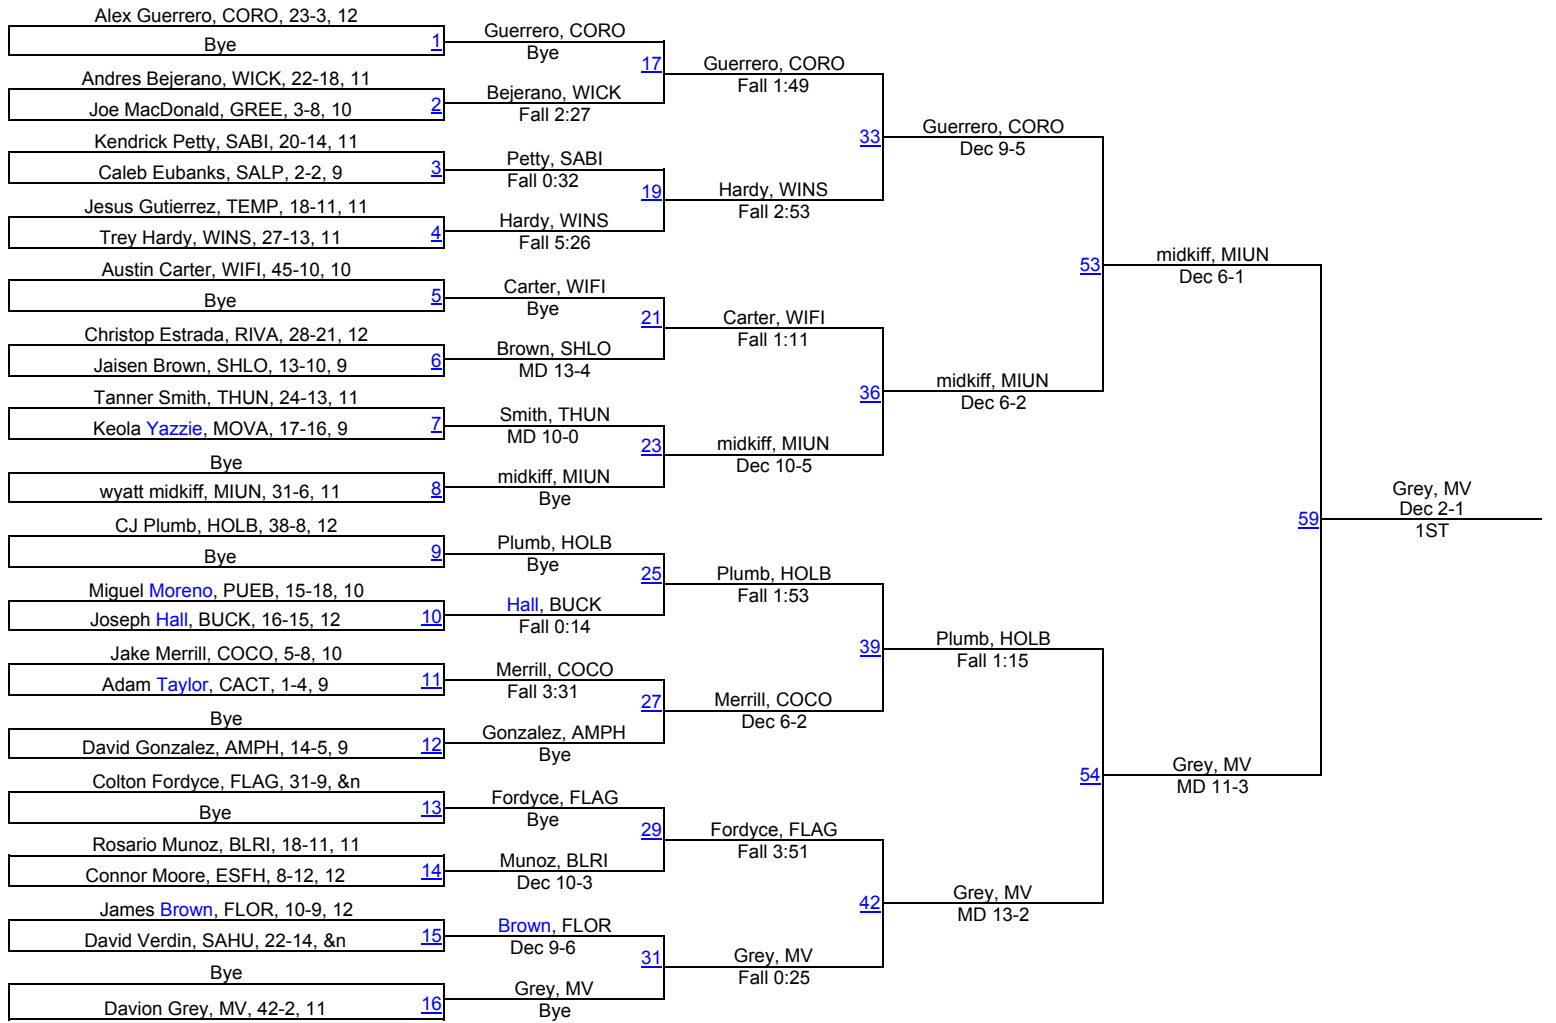 Alex Guerrero, CORO, 23-3, 12
Bye
1
Andres Bejerano, WICK, 22-18, 11
Joe MacDonald, GREE, 3-8, 10
2
Kendrick Petty, SABI, 20-14, 11
Caleb Eubanks, SALP, 2-2, 9
3
Jesus Gutierrez, TEMP, 18-11, 11
Trey Hardy, WINS, 27-13, 11
4
Austin Carter, WIFI, 45-10, 10
Bye
5
Christop Estrada, RIVA, 28-21, 12
Jaisen Brown, SHLO, 13-10, 9
6
Tanner Smith, THUN, 24-13, 11
Keola Yazzie, MOVA, 17-16, 9
7
Bye
wyatt midkiff, MIUN, 31-6, 11
8
CJ Plumb, HOLB, 38-8, 12
Bye
9
Miguel Moreno, PUEB, 15-18, 10
Joseph Hall, BUCK, 16-15, 12
10
Jake Merrill, COCO, 5-8, 10
Adam Taylor, CACT, 1-4, 9
11
Bye
David Gonzalez, AMPH, 14-5, 9
12
Colton Fordyce, FLAG, 31-9, &n
Bye
13
Rosario Munoz, BLRI, 18-11, 11
Connor Moore, ESFH, 8-12, 12
14
James Brown, FLOR, 10-9, 12
David Verdin, SAHU, 22-14, &n
15
Bye
Davion Grey, MV, 42-2, 11
16
Guerrero, CORO
Bye
17
Bejerano, WICK
Fall 2:27
Petty, SABI
Fall 0:32
19
Hardy, WINS
Fall 5:26
Carter, WIFI
Bye
21
Brown, SHLO
MD 13-4
Smith, THUN
MD 10-0
23
midkiff, MIUN
Bye
Plumb, HOLB
Bye
25
Hall, BUCK
Fall 0:14
Merrill, COCO
Fall 3:31
27
Gonzalez, AMPH
Bye
Fordyce, FLAG
Bye
29
Munoz, BLRI
Dec 10-3
Brown, FLOR
Dec 9-6
31
Grey, MV
Bye
Guerrero, CORO
Fall 1:49
33
Hardy, WINS
Fall 2:53
Carter, WIFI
Fall 1:11
36
midkiff, MIUN
Dec 10-5
Plumb, HOLB
Fall 1:53
39
Merrill, COCO
Dec 6-2
Fordyce, FLAG
Fall 3:51
42
Grey, MV
Fall 0:25
Guerrero, CORO
Dec 9-5
53
midkiff, MIUN
Dec 6-2
Plumb, HOLB
Fall 1:15
54
Grey, MV
MD 13-2
midkiff, MIUN
Dec 6-1
59
Grey, MV
MD 11-3
Grey, MV
Dec 2-1
1ST